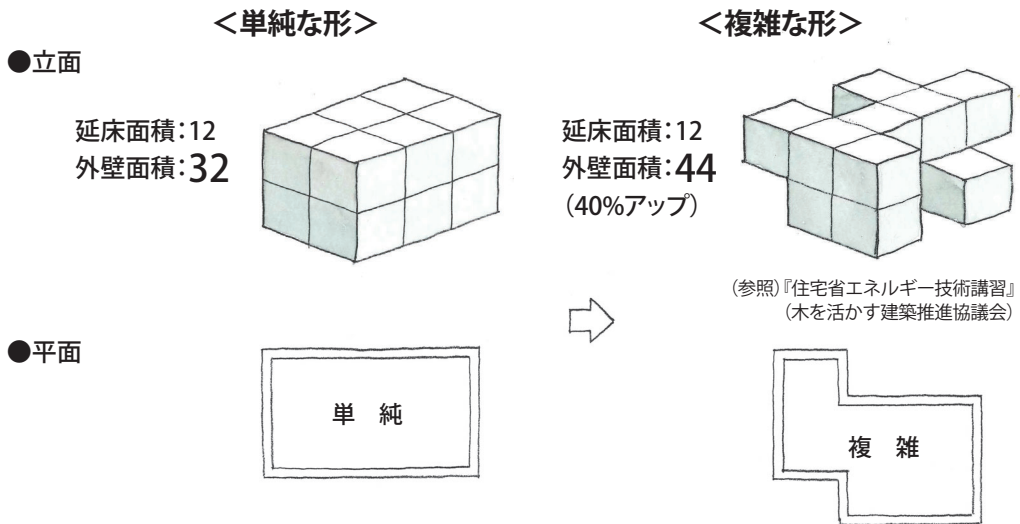 ＜単純な形＞
＜複雑な形＞
●立面
延床面積：12
外壁面積：32
延床面積：12
外壁面積：44
（40%アップ）
（参照）『住宅省エネルギー技術講習』
（木を活かす建築推進協議会）
●平面
単　純
複　雑